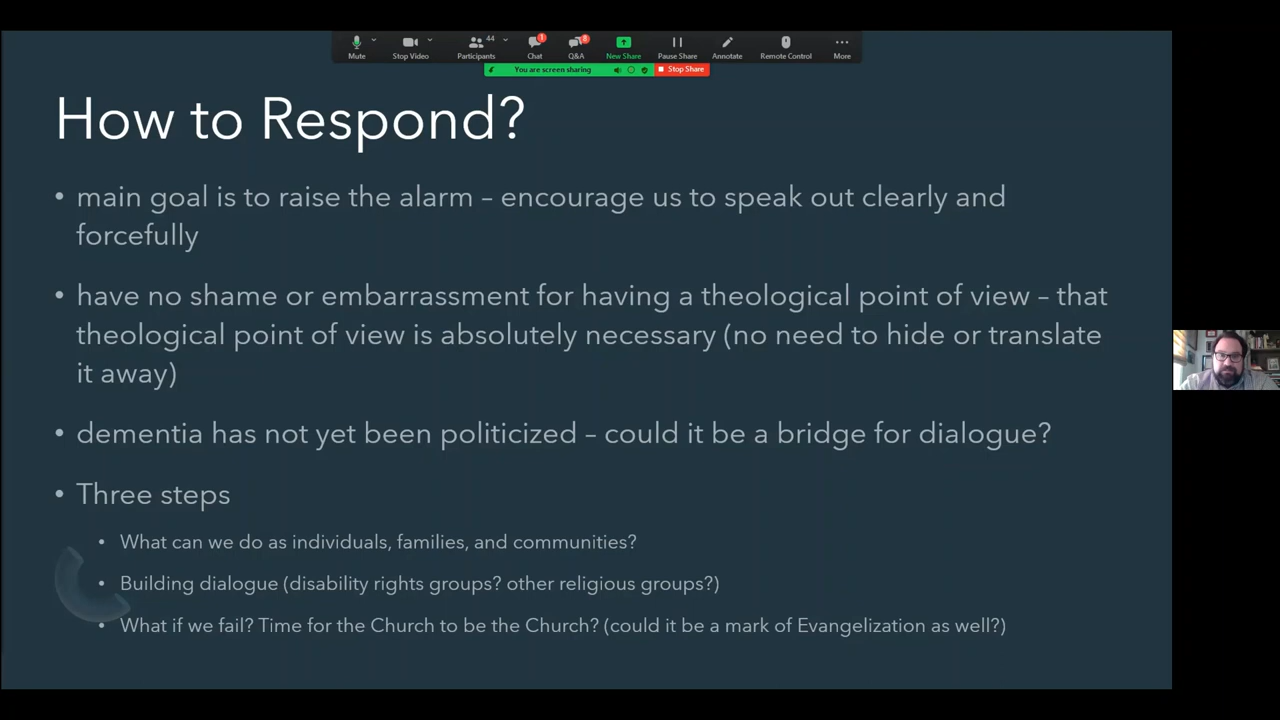 44
1
8
Mute
Stop Video
Participants
Chat
Q&A
New Share
Pause Share
Annotate
Remote Control
More
You are screen sharing
Stop Share
How to Respond?
• main goal is to raise the alarm – encourage us to speak out clearly and
forcefully
• have no shame or embarrassment for having a theological point of view – that
theological point of view is absolutely necessary (no need to hide or translate
it away)
• dementia has not yet been politicized – could it be a bridge for dialogue?
• Three steps
• What can we do as individuals, families, and communities?
• Building dialogue (disability rights groups? other religious groups?)
• What if we fail? Time for the Church to be the Church? (could it be a mark of Evangelization as well?)